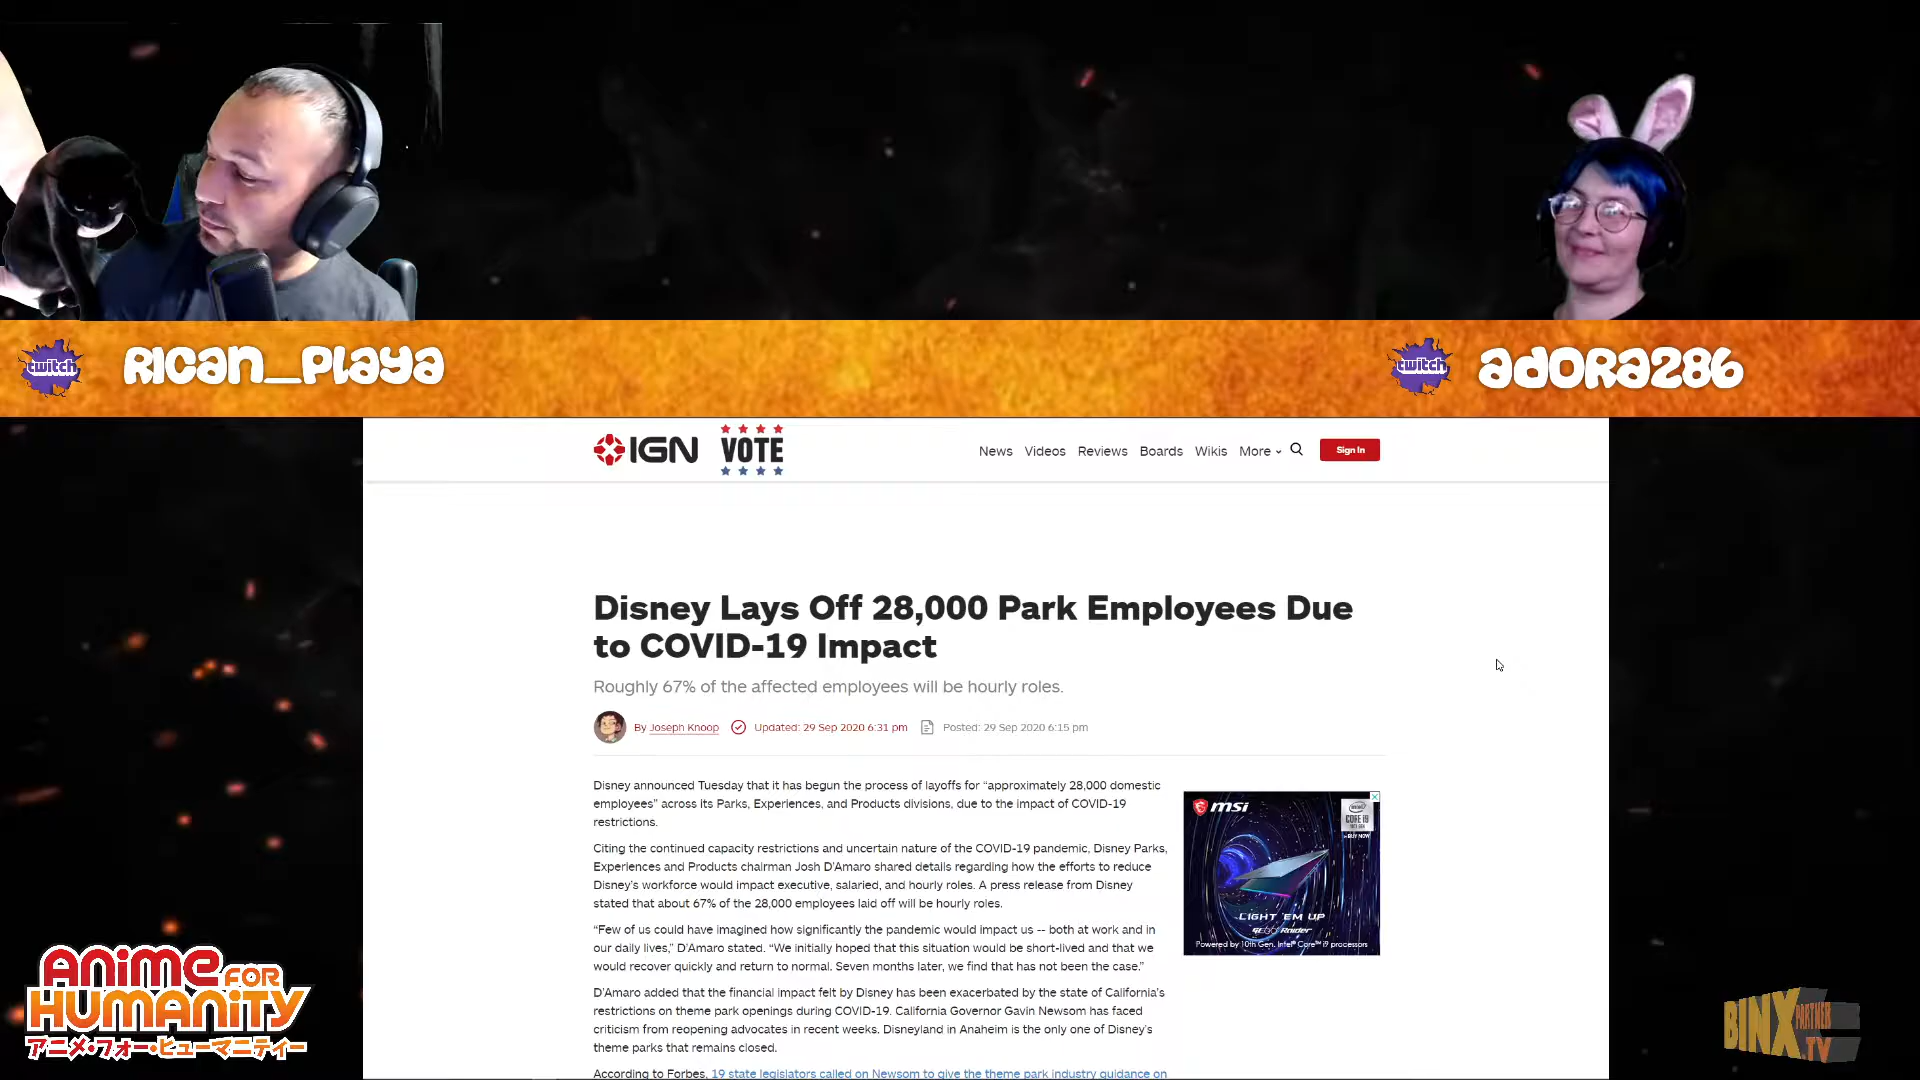 twitch
RICAN_PLAYA
twitch
ADORA286
IGN
VOTE
News Videos Reviews Boards Wikis More
Sign In
Disney Lays Off 28,000 Park Employees Due
to COVID-19 Impact
Roughly 67% of the affected employees will be hourly roles.
By Joseph Knoop Updated: 29 Sep 2020 6:31 pm Posted: 29 Sep 2020 6:15 pm
Disney announced Tuesday that it has begun the process of layoffs for “approximately 28,000 domestic
employees” across its Parks, Experiences, and Products divisions, due to the impact of COVID-19
restrictions.
Citing the continued capacity restrictions and uncertain nature of the COVID-19 pandemic, Disney Parks,
Experiences and Products chairman Josh D’Amaro shared details regarding how the efforts to reduce
Disney’s workforce would impact executive, salaried, and hourly roles. A press release from Disney
stated that about 67% of the 28,000 employees laid off will be hourly roles.
“Few of us could have imagined how significantly the pandemic would impact us -- both at work and in
our daily lives,” D’Amaro stated. “We initially hoped that this situation would be short-lived and that we
would recover quickly and return to normal. Seven months later, we find that has not been the case.”
D’Amaro added that the financial impact felt by Disney has been exacerbated by the state of California’s
restrictions on theme park openings during COVID-19. California Governor Gavin Newsom has faced
criticism from reopening advocates in recent weeks. Disneyland in Anaheim is the only one of Disney’s
theme parks that remains closed.
According to Forbes, 19 state legislators called on Newsom to give the theme park industry guidance on
msi
CORE i9
LIGHT 'EM UP
GE66 Raider
Powered by 10th Gen. Intel® Core™ i9 processors
ANIME FOR
HUMANITY
アニメ・フォー・ヒューマニティー
BINX
PARTNER
.TV